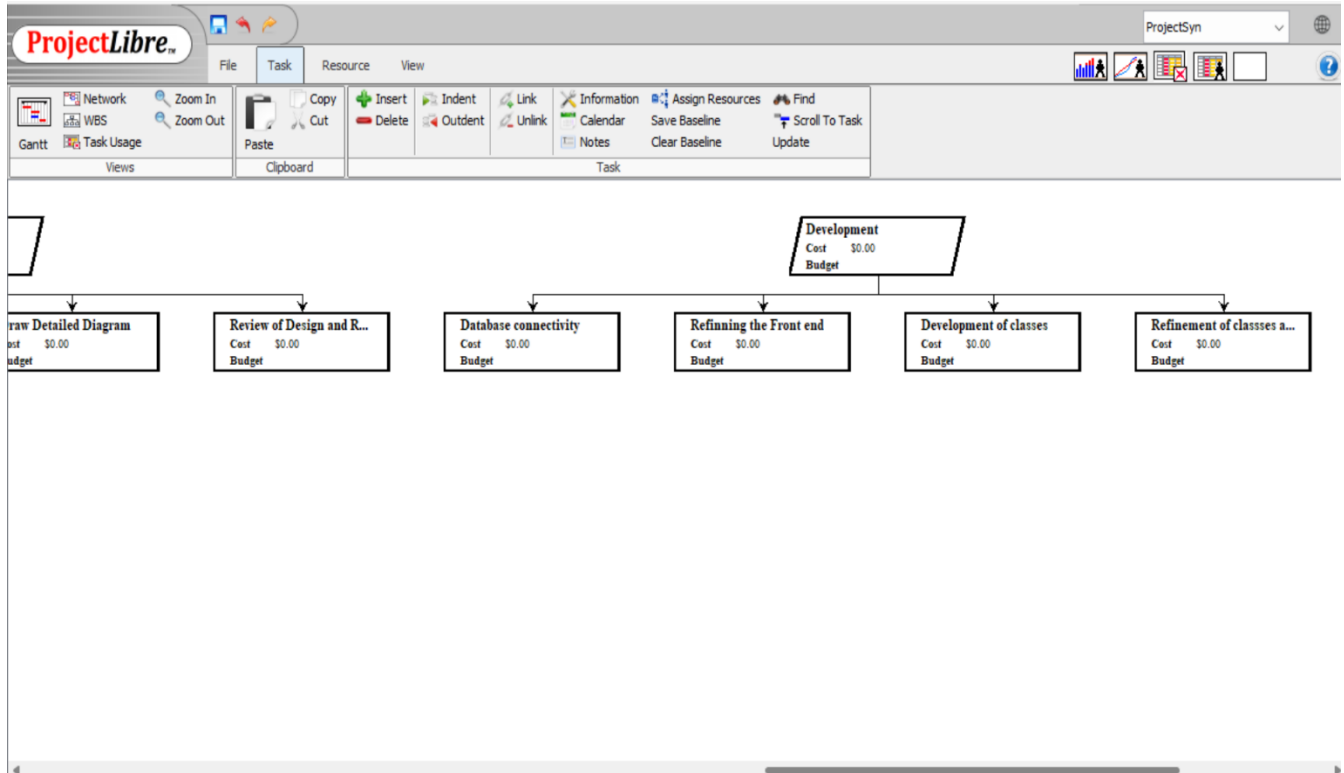 ProjectLibre™
ProjectSyn
File Task Resource View
Network Zoom In
WBS Zoom Out
Gantt Task Usage
Views
Copy
Cut
Paste
Clipboard
Insert Indent Link Information Assign Resources Find
Delete Outdent Unlink Calendar Save Baseline Scroll To Task
Notes Clear Baseline Update
Task
Development
Cost $0.00
Budget
raw Detailed Diagram
ost $0.00
udget
Review of Design and R...
Cost $0.00
Budget
Database connectivity
Cost $0.00
Budget
Refinning the Front end
Cost $0.00
Budget
Development of classes
Cost $0.00
Budget
Refinement of classses a...
Cost $0.00
Budget